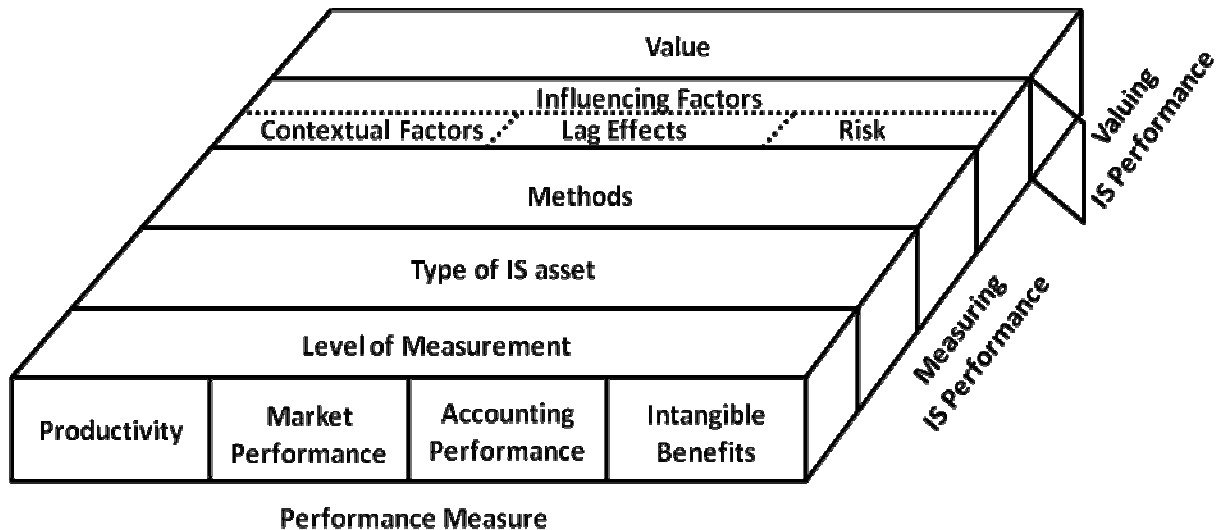 Value
Influencing Factors
Contextual Factors
Lag Effects
Risk
Methods
Type of IS asset
Level of Measurement
Productivity
Market
Performance
Accounting
Performance
Intangible
Benefits
Performance Measure
Measuring
IS Performance
Valuing
IS Performance